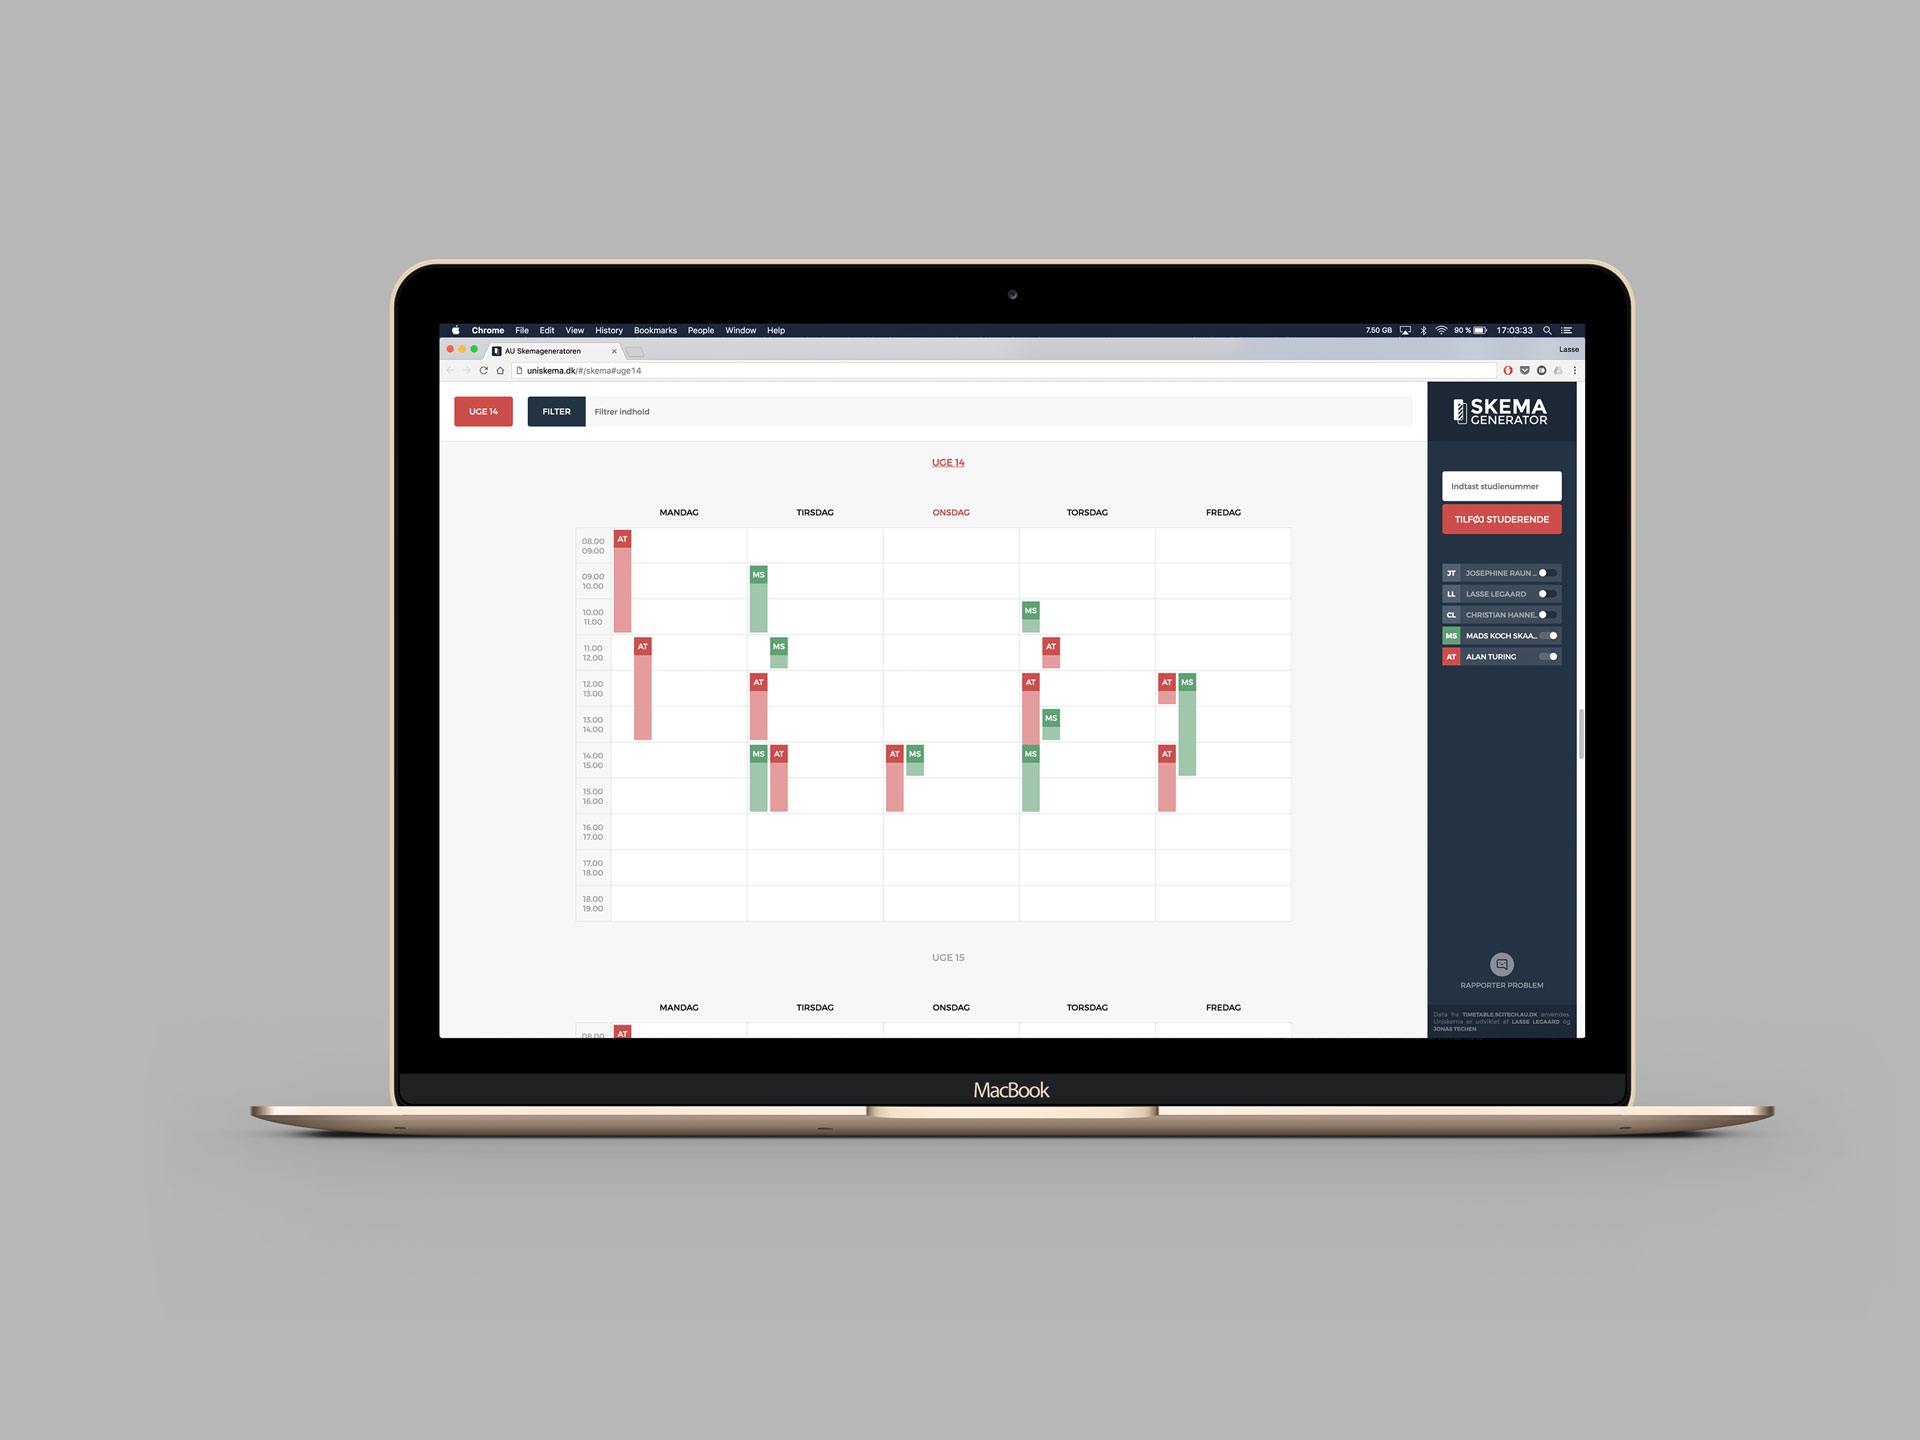 Chrome File Edit View History Bookmarks People Window Help 7.50 GB 90 % 17:03:33
AU Skemageneratoren Lasse
uniskema.dk/#/skema#uge14
UGE 14 FILTER Filtrer indhold
SKEMA
GENERATOR
UGE 14
Indtast studienummer
TILFØJ STUDERENDE
MANDAG TIRSDAG ONSDAG TORSDAG FREDAG
08.00 AT
09.00
09.00 MS
10.00
10.00 MS
11.00
11.00 AT MS AT
12.00
12.00 AT AT AT MS
13.00
13.00 MS
14.00
14.00 MS AT AT MS MS AT
15.00
15.00
16.00
16.00
17.00
17.00
18.00
18.00
19.00
JT JOSEPHINE RAUN ...
LL LASSE LEGAARD
CL CHRISTIAN HANNE...
MS MADS KOCH SKAA...
AT ALAN TURING
UGE 15
MANDAG TIRSDAG ONSDAG TORSDAG FREDAG
08.00 AT
RAPPORTER PROBLEM
Data fra TIMETABLE.SCITECH.AU.DK anvendes.
Uniskema er udviklet af LASSE LEGAARD og
JONAS TECHEN
MacBook